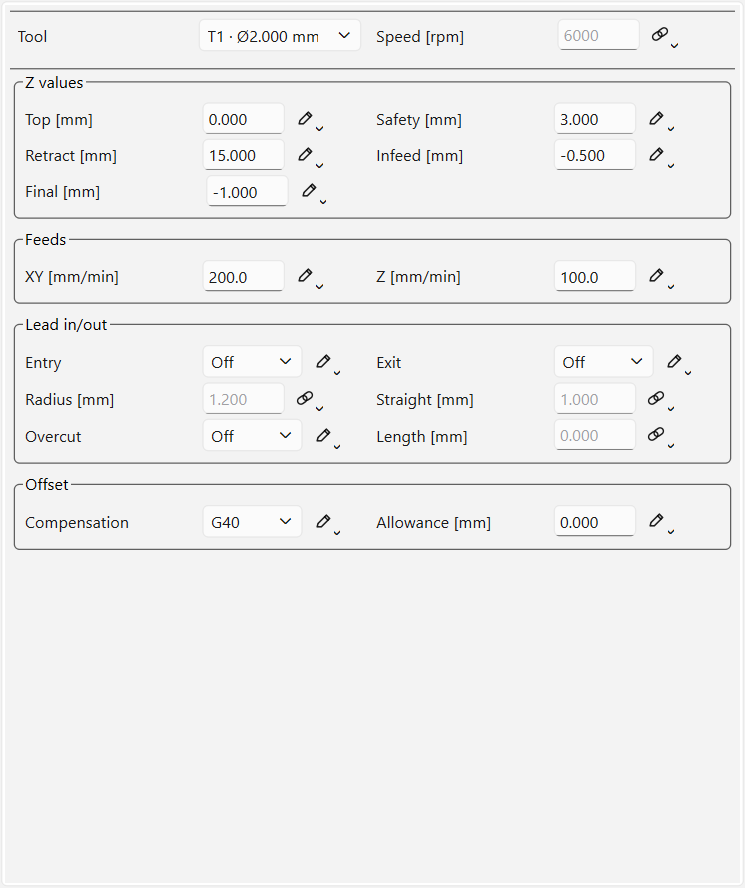 Tool T1 · Ø2.000 mm Speed [rpm] 6000
Z values
Top [mm] 0.000 Safety [mm] 3.000
Retract [mm] 15.000 Infeed [mm] -0.500
Final [mm] -1.000
Feeds
XY [mm/min] 200.0 Z [mm/min] 100.0
Lead in/out
Entry Off Exit Off
Radius [mm] 1.200 Straight [mm] 1.000
Overcut Off Length [mm] 0.000
Offset
Compensation G40 Allowance [mm] 0.000